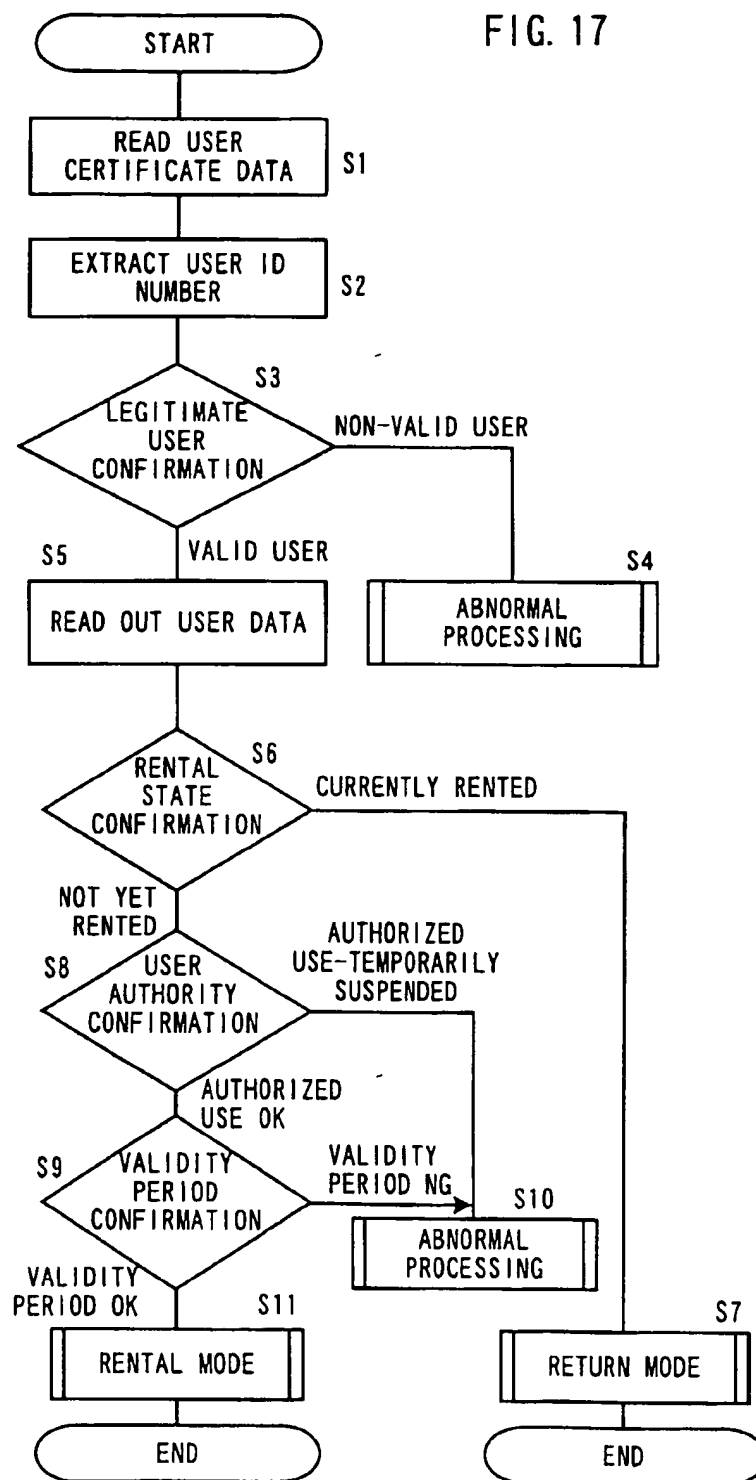 FIG. 17
START
READ USER
CERTIFICATE DATA
S1
EXTRACT USER ID
NUMBER
S2
S3
LEGITIMATE
USER
CONFIRMATION
NON-VALID USER
S5
VALID USER
S4
READ OUT USER DATA
ABNORMAL
PROCESSING
S6
RENTAL
STATE
CONFIRMATION
CURRENTLY RENTED
NOT YET
RENTED
S8
USER
AUTHORITY
CONFIRMATION
AUTHORIZED
USE-TEMPORARILY
SUSPENDED
AUTHORIZED
USE OK
S9
VALIDITY
PERIOD
CONFIRMATION
VALIDITY
PERIOD NG
S10
ABNORMAL
PROCESSING
VALIDITY
PERIOD OK
S11
S7
RENTAL MODE
RETURN MODE
END
END